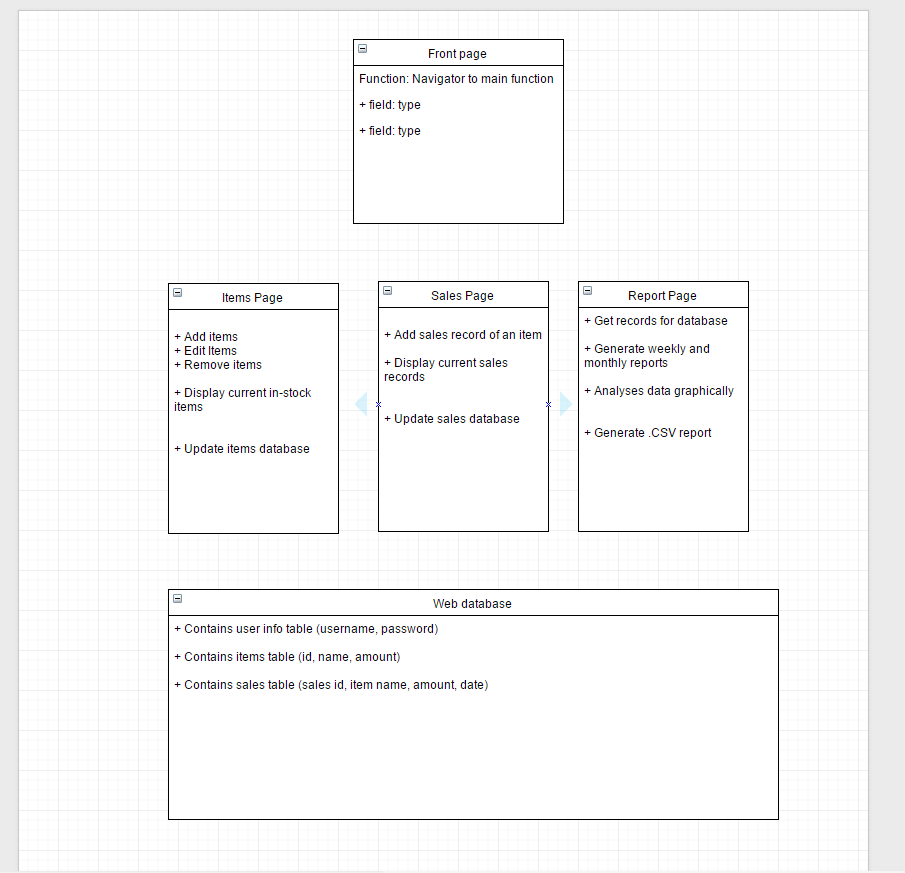 Front page
Function: Navigator to main function
+ field: type
+ field: type
Items Page
+ Add items
+ Edit Items
+ Remove items
+ Display current in-stock
items
+ Update items database
Sales Page
+ Add sales record of an item
+ Display current sales
records
+ Update sales database
Report Page
+ Get records for database
+ Generate weekly and
monthly reports
+ Analyses data graphically
+ Generate .CSV report
Web database
+ Contains user info table (username, password)
+ Contains items table (id, name, amount)
+ Contains sales table (sales id, item name, amount, date)